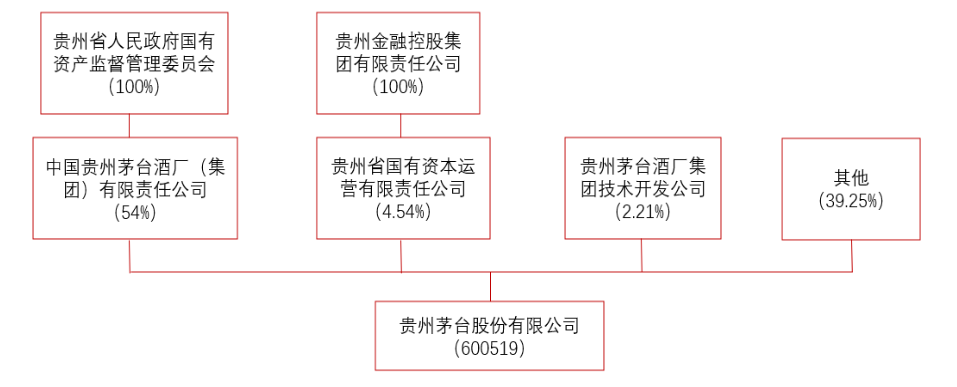 贵州省人民政府国有
资产监督管理委员会
(100%)
贵州金融控股集
团有限责任公司
(100%)
中国贵州茅台酒厂（集
团）有限责任公司
(54%)
贵州省国有资本运
营有限责任公司
(4.54%)
贵州茅台酒厂集
团技术开发公司
(2.21%)
其他
(39.25%)
贵州茅台股份有限公司
(600519)